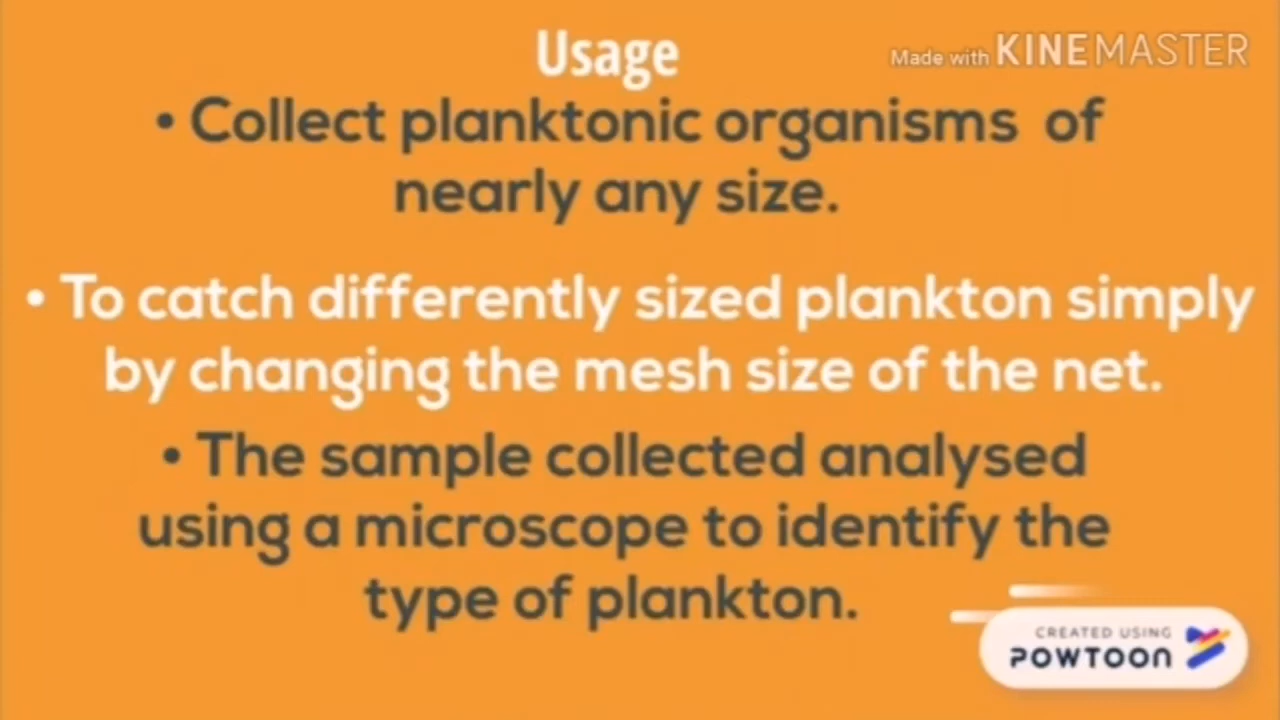 Usage
Made with KINEMASTER
• Collect planktonic organisms of
nearly any size.
• To catch differently sized plankton simply
by changing the mesh size of the net.
• The sample collected analysed
using a microscope to identify the
type of plankton.
CREATED USING
POWTOON